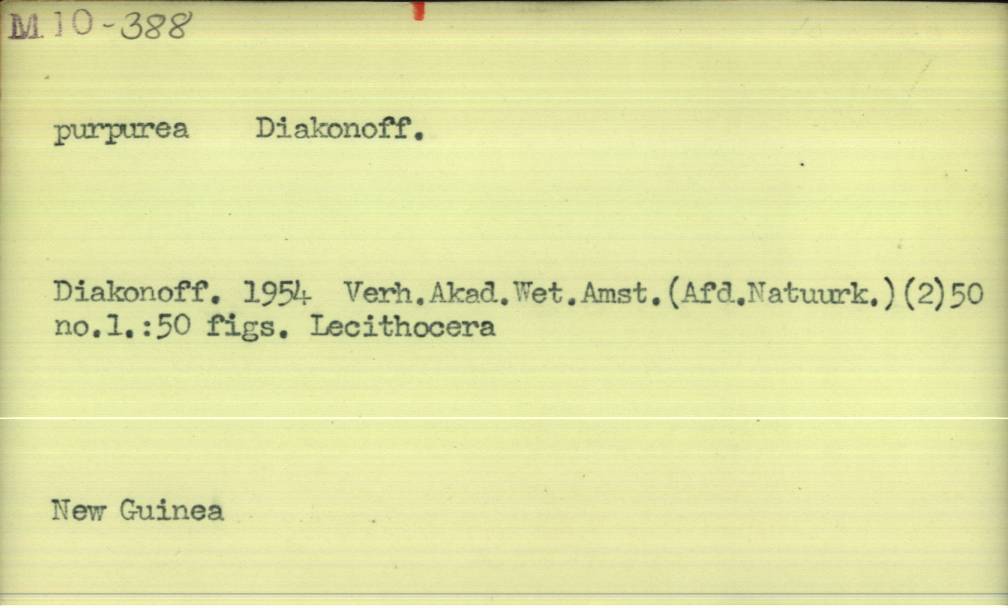 M 10-388
purpurea Diakonoff.
Diakonoff. 1954 Verh.Akad.Wet.Amst.(Afd.Natuurk.)(2)50
no.1.:50 figs. Lecithocera
New Guinea